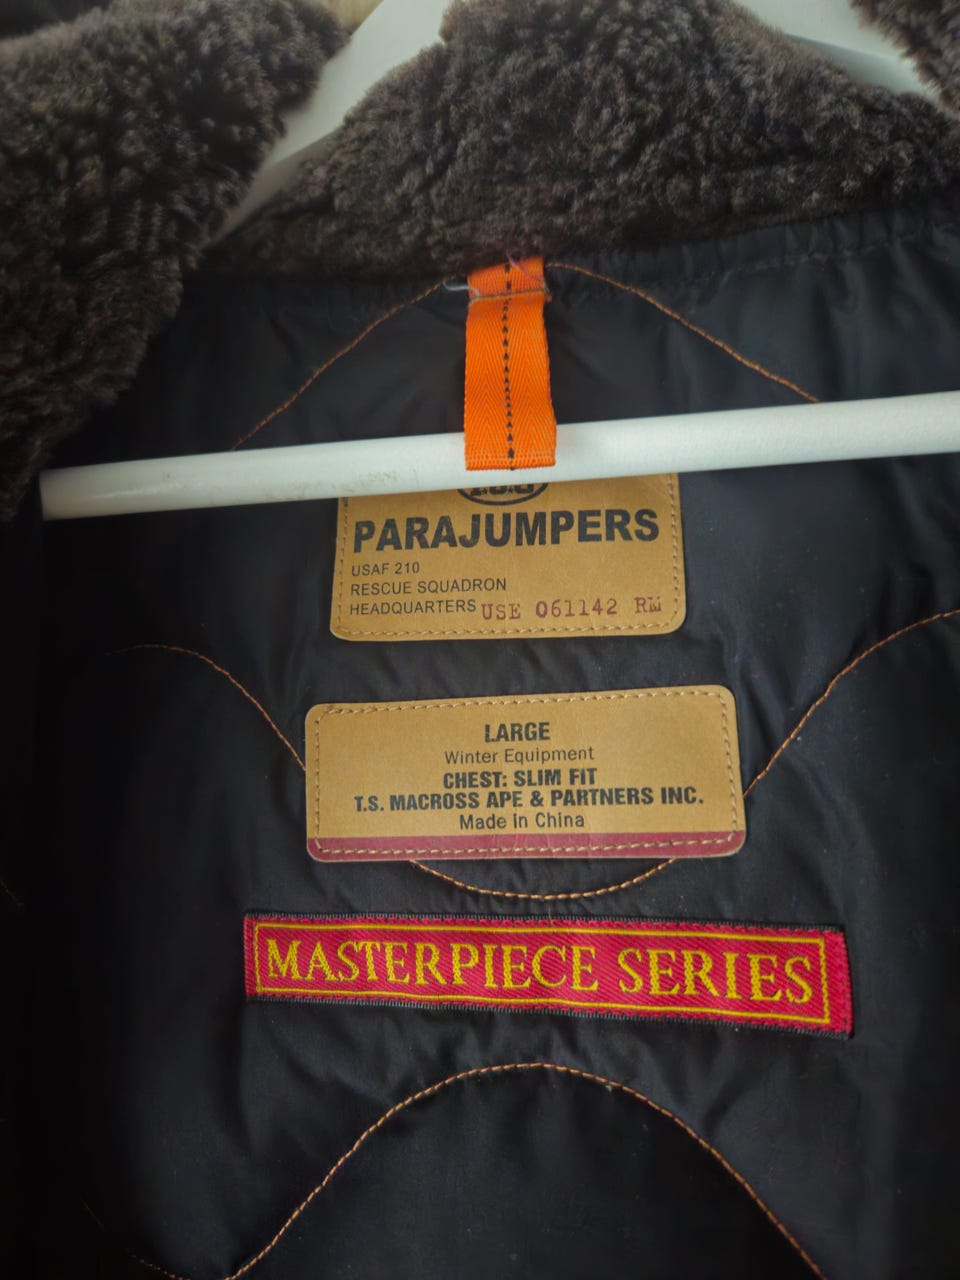 PARAJUMPERS
USAF 210
RESCUE SQUADRON
HEADQUARTERS USE 061142 RM
LARGE
Winter Equipment
CHEST: SLIM FIT
T.S. MACROSS APE & PARTNERS INC.
Made in China
MASTERPIECE SERIES